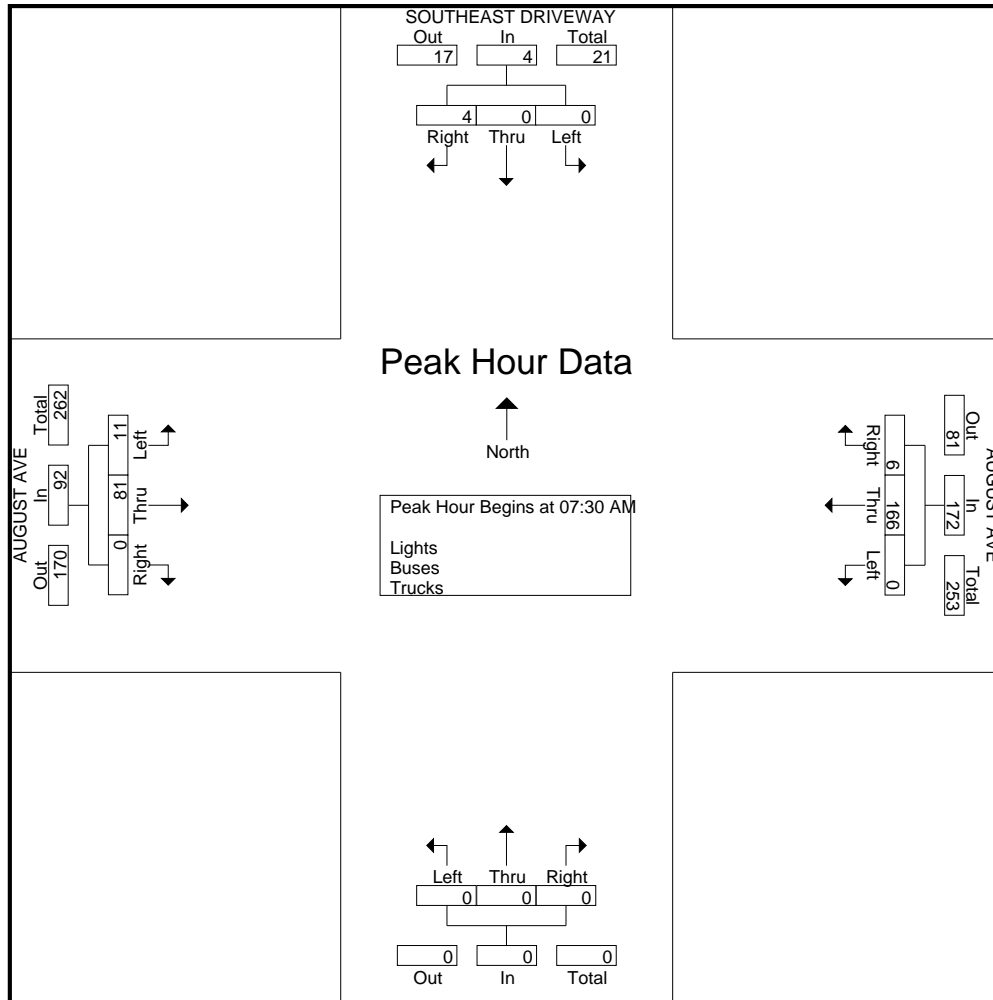 SOUTHEAST DRIVEWAY
Out In Total
17 4 21
4 0 0
Right Thru Left
Peak Hour Data
North
Peak Hour Begins at 07:30 AM
Lights
Buses
Trucks
AUGUST AVE
Out In Total
170 92 262
11 81 0
Left Thru Right
AUGUST AVE
Out In Total
81 172 253
6 166 0
Right Thru Left
Left Thru Right
0 0 0
0 0 0
Out In Total